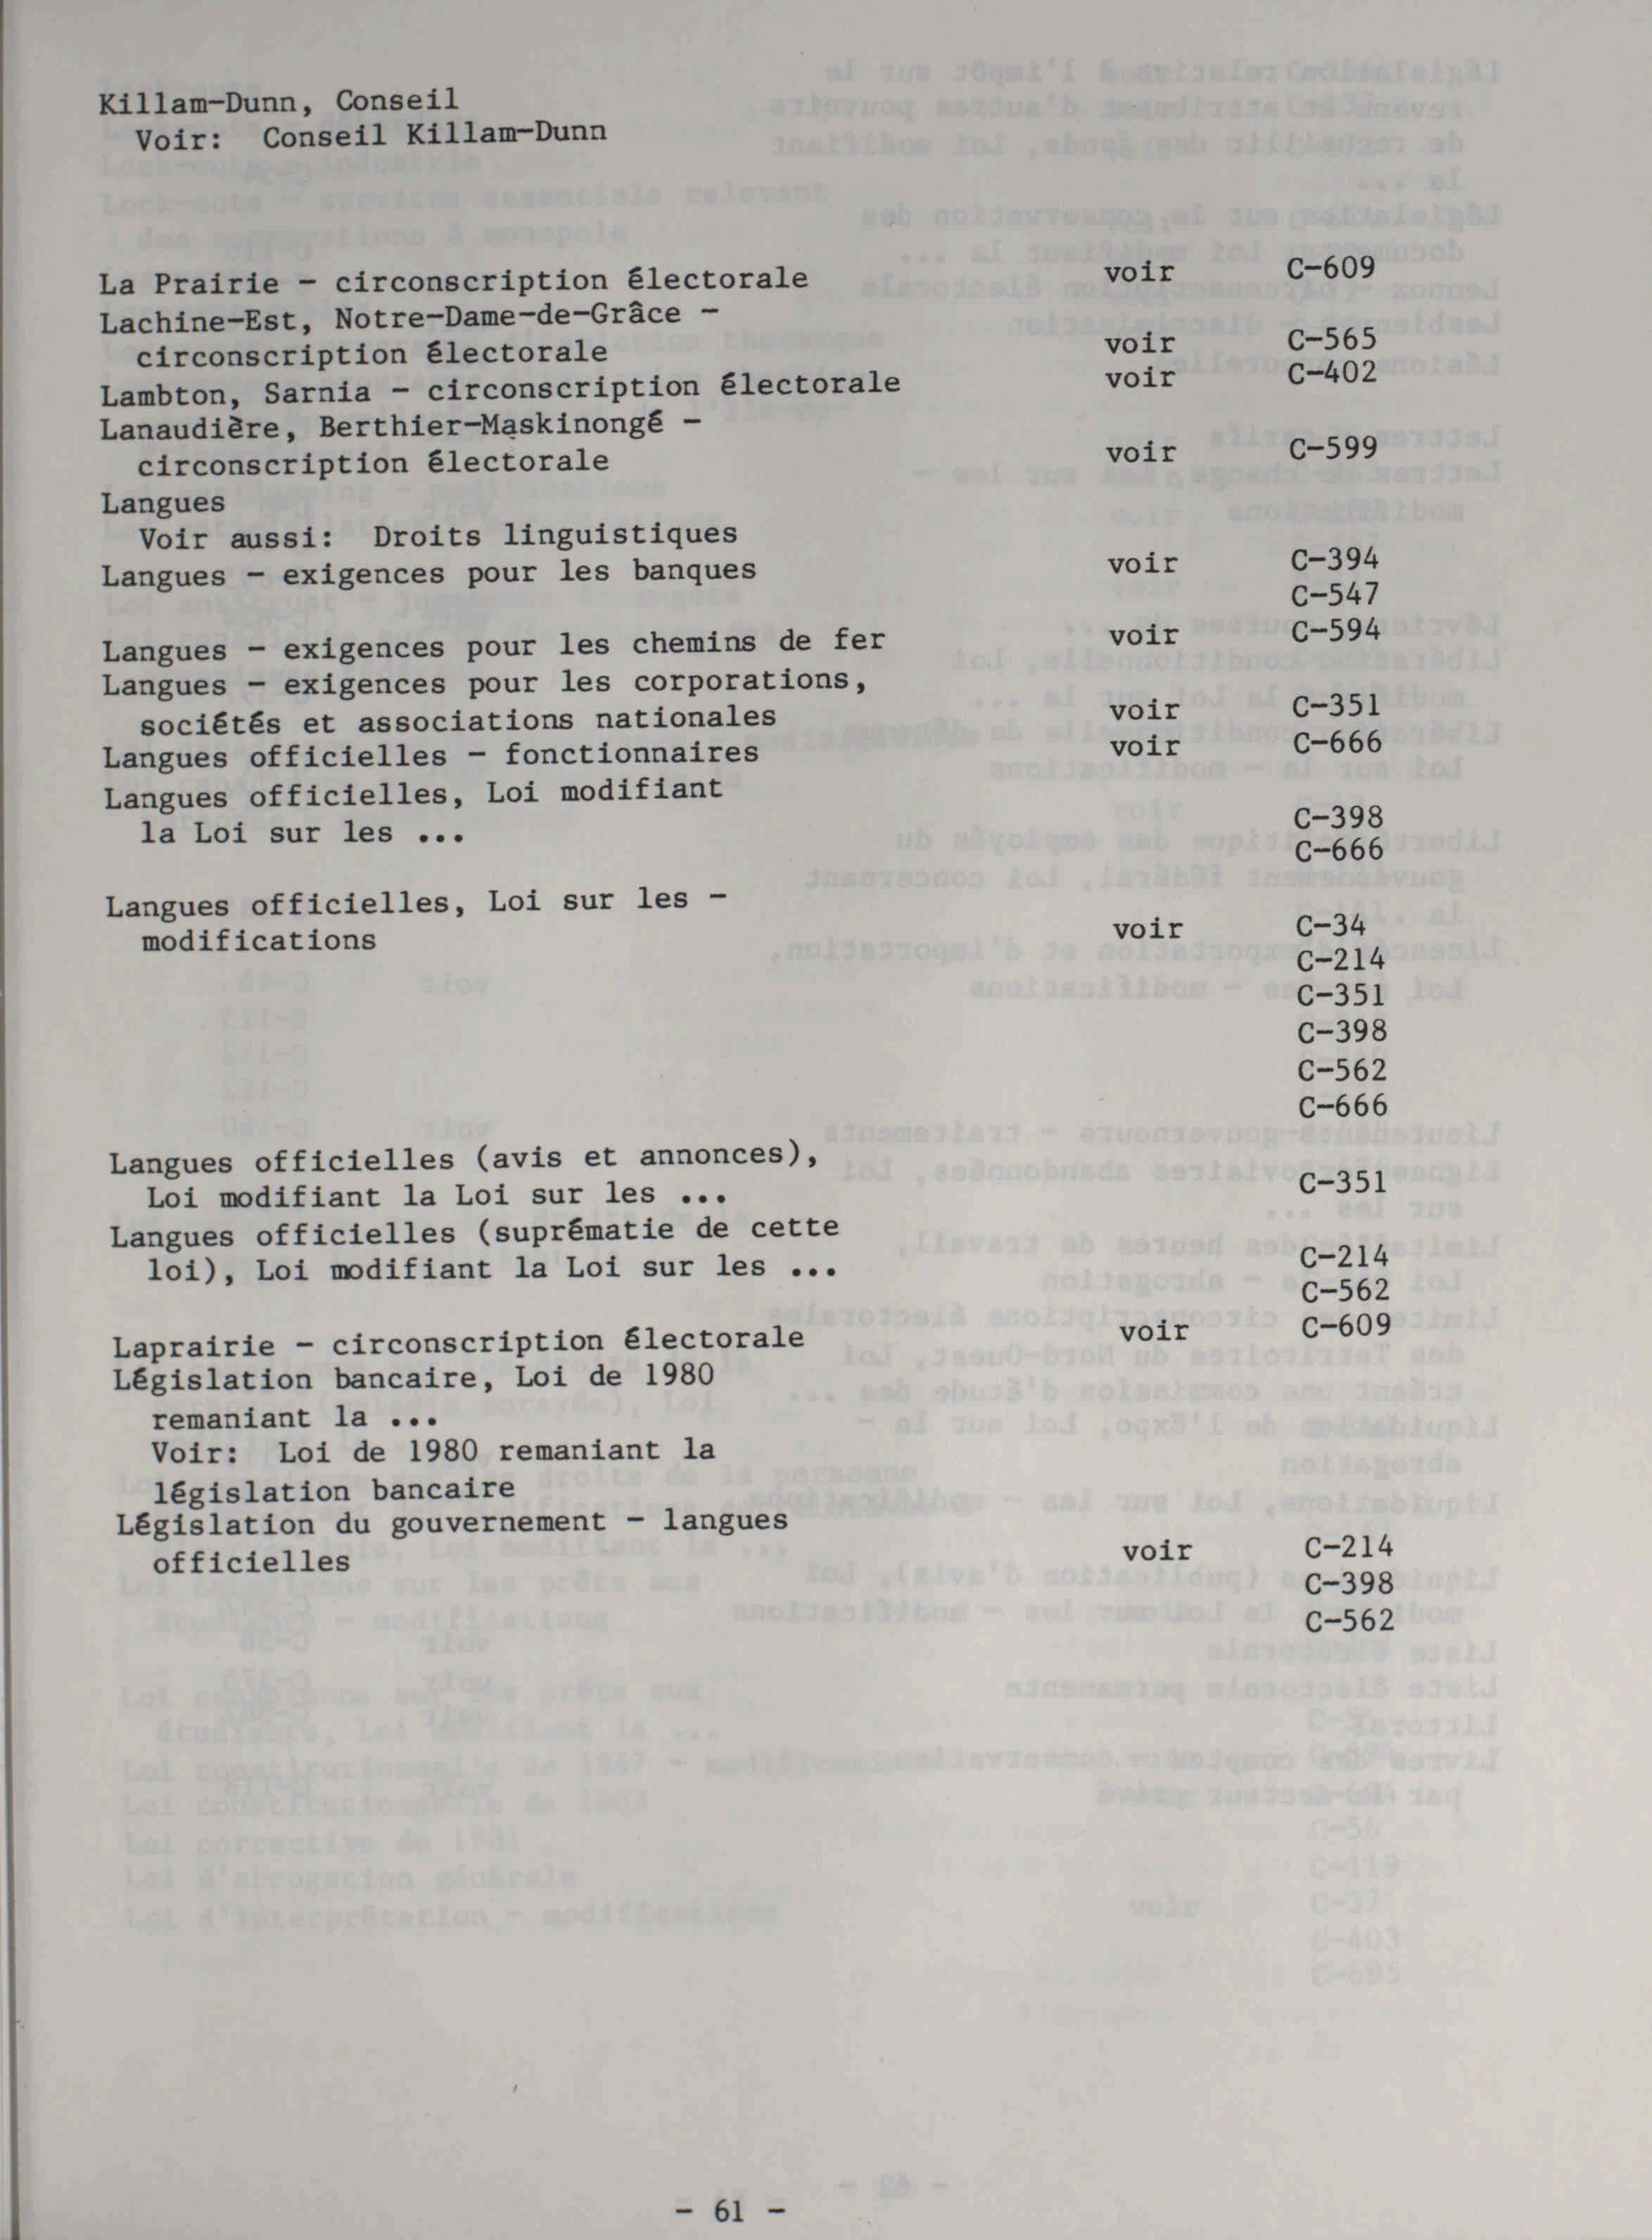 Killam-Dunn, Conseil
Voir: Conseil Killam-Dunn
La Prairie - circonscription électorale voir C-609
Lachine-Est, Notre-Dame-de-Grâce -
circonscription électorale voir C-565
Lambton, Sarnia - circonscription électorale voir C-402
Lanaudière, Berthier-Maskinongé -
circonscription électorale voir C-599
Langues
Voir aussi: Droits linguistiques
Langues - exigences pour les banques voir C-394
C-547
Langues - exigences pour les chemins de fer voir C-594
Langues - exigences pour les corporations,
sociétés et associations nationales voir C-351
Langues officielles - fonctionnaires voir C-666
Langues officielles, Loi modifiant
la Loi sur les ... C-398
C-666
Langues officielles, Loi sur les -
modifications voir C-34
C-214
C-351
C-398
C-562
C-666
Langues officielles (avis et annonces),
Loi modifiant la Loi sur les ... C-351
Langues officielles (suprématie de cette
loi), Loi modifiant la Loi sur les ... C-214
C-562
Laprairie - circonscription électorale voir C-609
Législation bancaire, Loi de 1980
remaniant la ...
Voir: Loi de 1980 remaniant la
législation bancaire
Législation du gouvernement - langues
officielles voir C-214
C-398
C-562
- 61 -